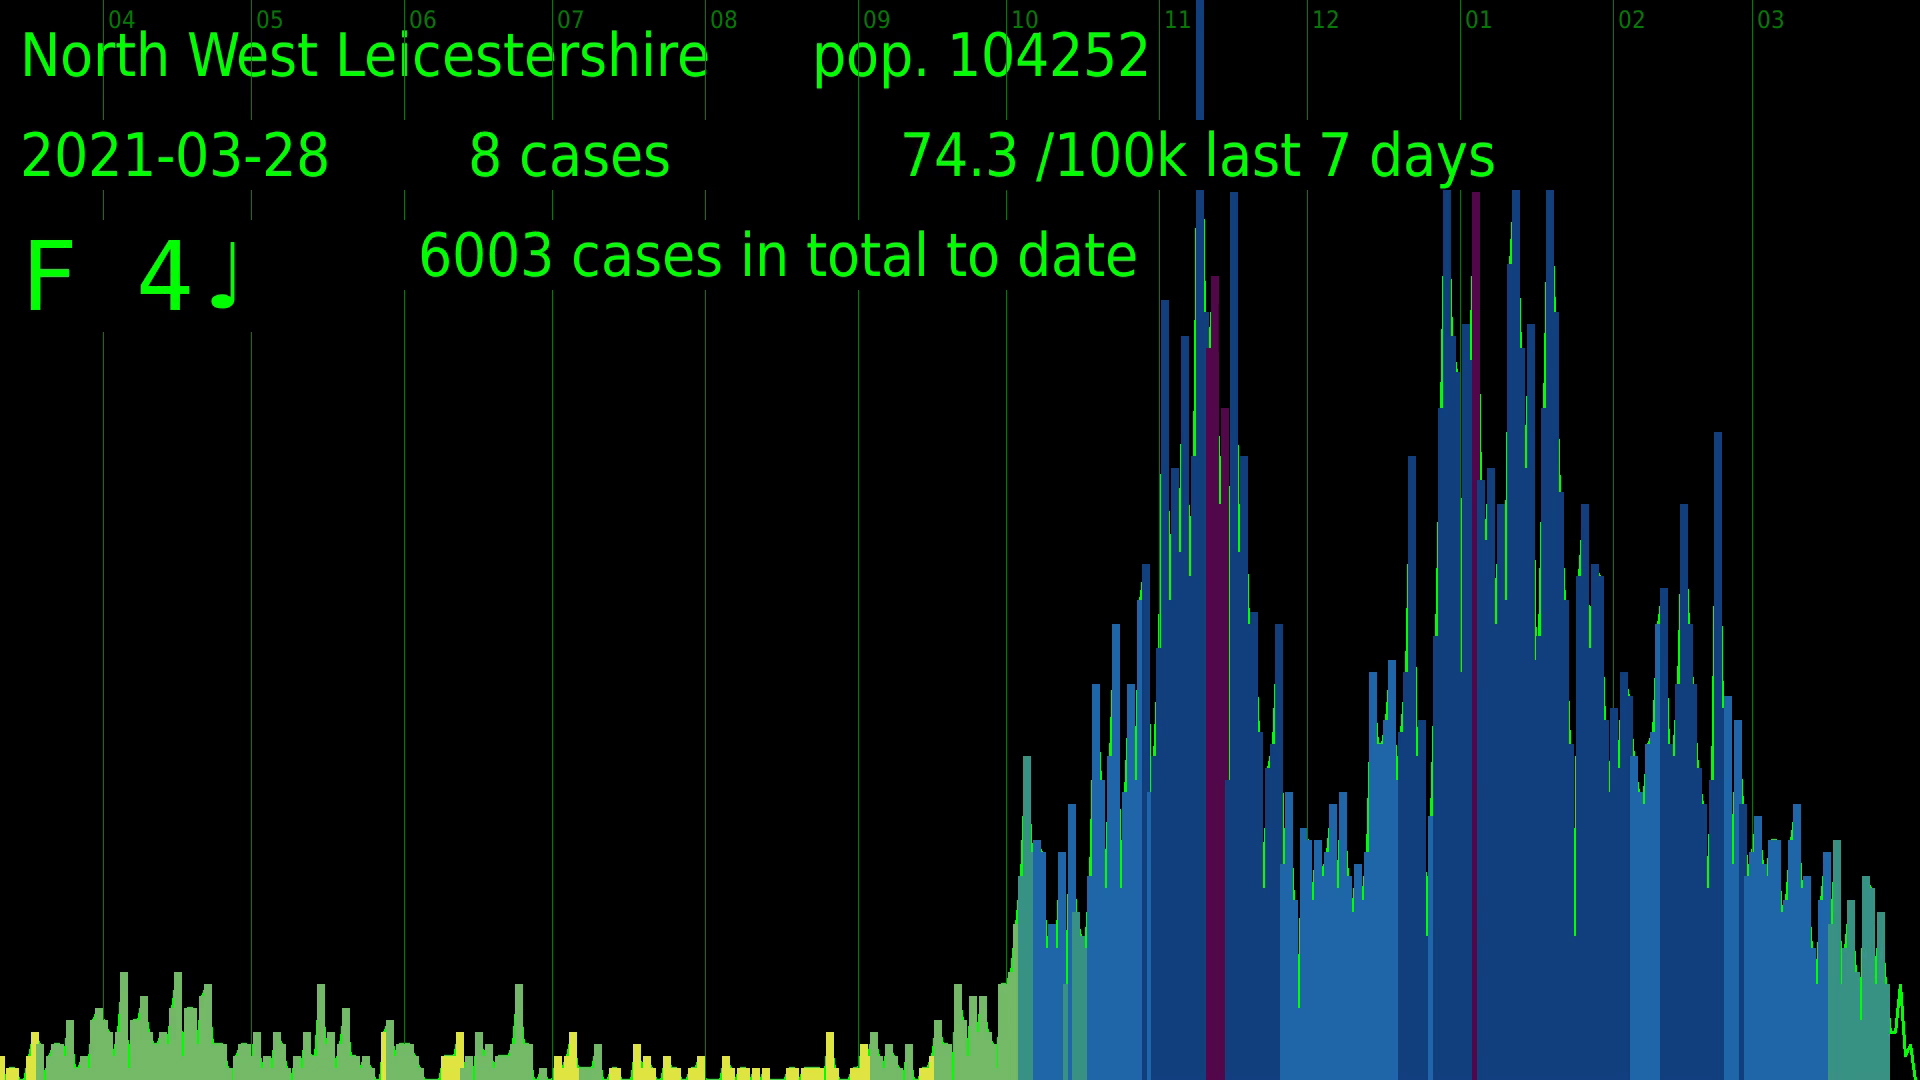 04 05 06 07 08 09 10 11 12 01 02 03
North West Leicestershire pop. 104252
2021-03-28 8 cases 74.3 /100k last 7 days
F 4♩ 6003 cases in total to date